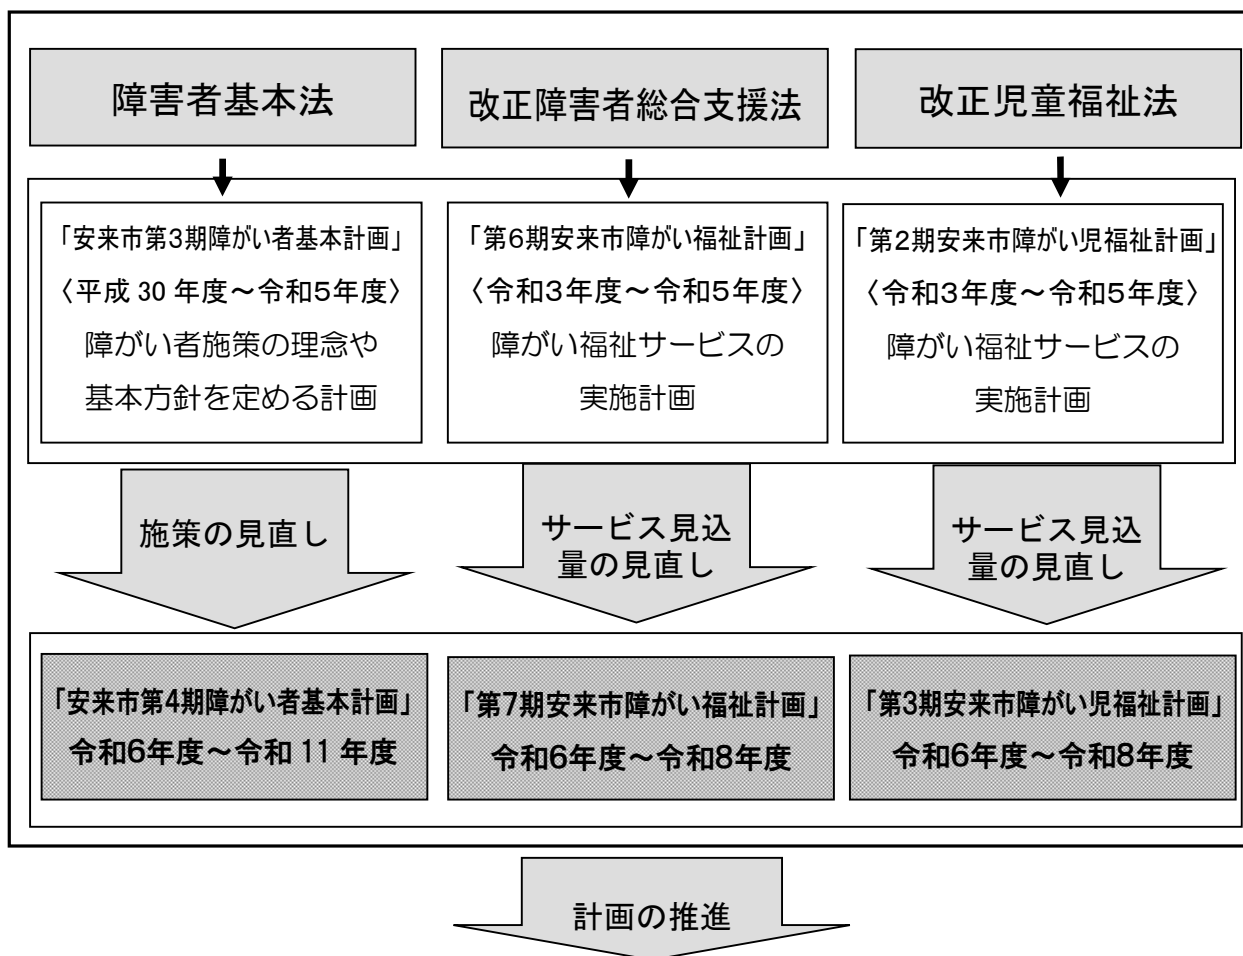 障害者基本法
改正障害者総合支援法
改正児童福祉法
「安来市第3期障がい者基本計画」
〈平成 30 年度～令和5年度〉
障がい者施策の理念や
基本方針を定める計画
「第6期安来市障がい福祉計画」
〈令和3年度～令和5年度〉
障がい福祉サービスの
実施計画
「第2期安来市障がい児福祉計画」
〈令和3年度～令和5年度〉
障がい福祉サービスの
実施計画
施策の見直し
サービス見込
量の見直し
サービス見込
量の見直し
「安来市第4期障がい者基本計画」
令和6年度～令和 11 年度
「第7期安来市障がい福祉計画」
令和6年度～令和8年度
「第3期安来市障がい児福祉計画」
令和6年度～令和8年度
計画の推進